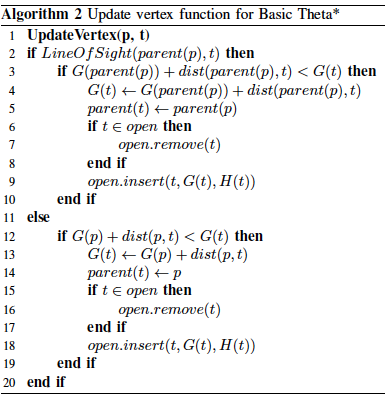 Algorithm 2 Update vertex function for Basic Theta*
1 UpdateVertex(p, t)
2 if LineOfSight(parent(p), t) then
3 if G(parent(p)) + dist(parent(p), t) < G(t) then
4 G(t) ← G(parent(p)) + dist(parent(p), t)
5 parent(t) ← parent(p)
6 if t ∈ open then
7 open.remove(t)
8 end if
9 open.insert(t, G(t), H(t))
10 end if
11 else
12 if G(p) + dist(p, t) < G(t) then
13 G(t) ← G(p) + dist(p, t)
14 parent(t) ← p
15 if t ∈ open then
16 open.remove(t)
17 end if
18 open.insert(t, G(t), H(t))
19 end if
20 end if